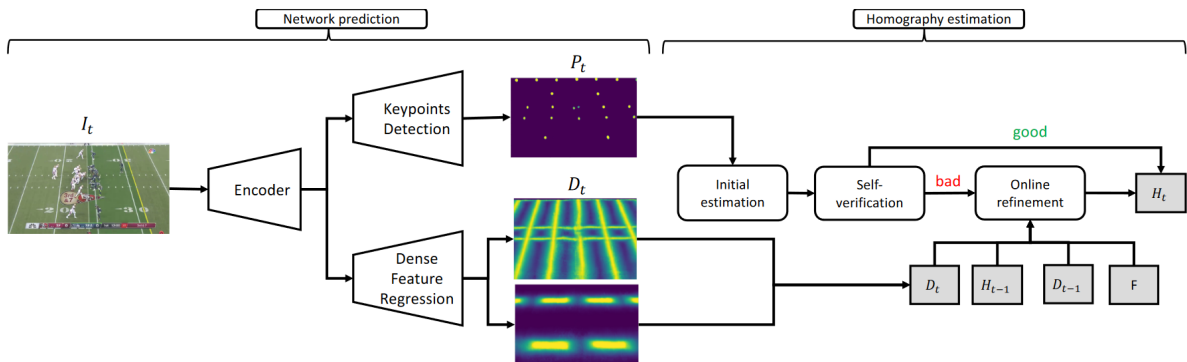 Network prediction
Homography estimation
I_t
Encoder
Keypoints
Detection
P_t
Dense
Feature
Regression
D_t
Initial
estimation
Self-
verification
good
bad
Online
refinement
H_t
D_t
H_{t-1}
D_{t-1}
F